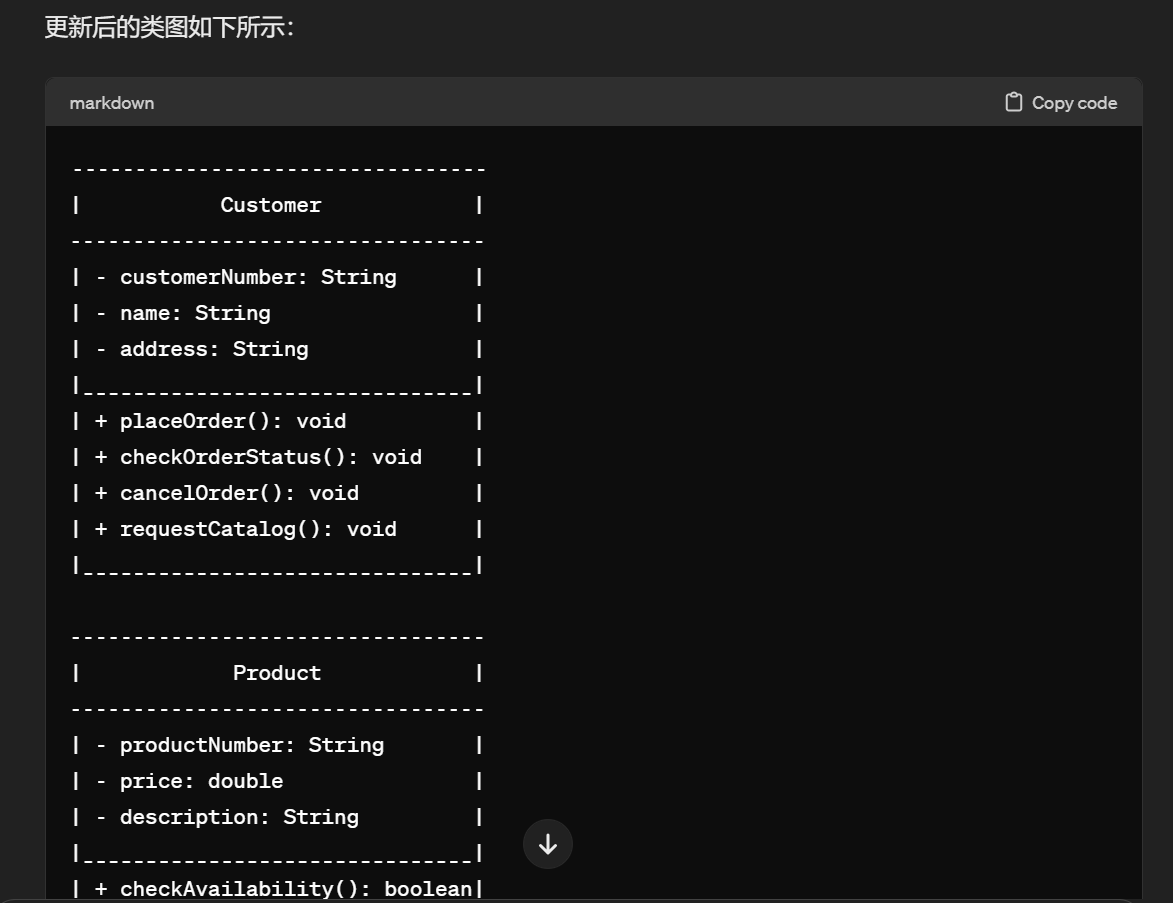 更新后的类图如下所示：
markdown
Copy code
---------------------------------
|           Customer            |
---------------------------------
| - customerNumber: String      |
| - name: String                |
| - address: String             |
|_______________________________|
| + placeOrder(): void          |
| + checkOrderStatus(): void    |
| + cancelOrder(): void         |
| + requestCatalog(): void      |
|_______________________________|
---------------------------------
|            Product            |
---------------------------------
| - productNumber: String       |
| - price: double               |
| - description: String         |
|_______________________________|
| + checkAvailability(): boolean|